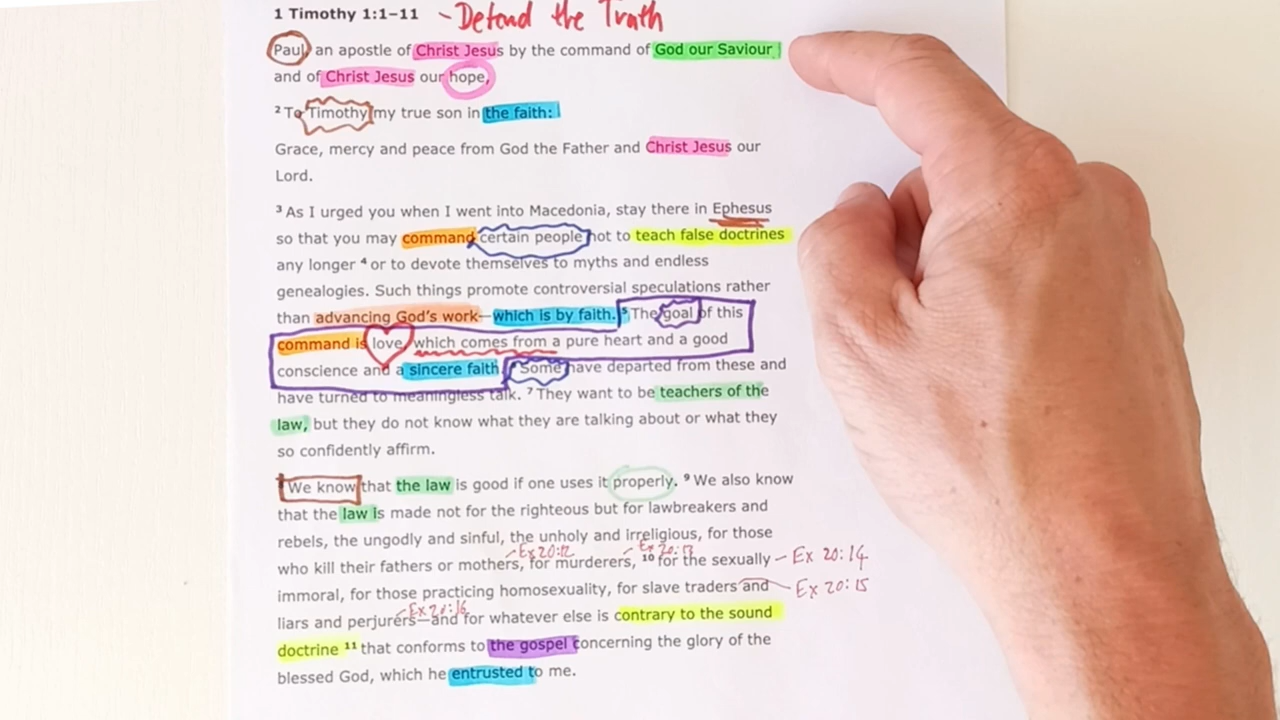 1 Timothy 1:1–11 - Defend the Truth
Paul, an apostle of Christ Jesus by the command of God our Saviour
and of Christ Jesus our hope,
2 To Timothy my true son in the faith:
Grace, mercy and peace from God the Father and Christ Jesus our
Lord.
3 As I urged you when I went into Macedonia, stay there in Ephesus
so that you may command certain people not to teach false doctrines
any longer 4 or to devote themselves to myths and endless
genealogies. Such things promote controversial speculations rather
than advancing God’s work—which is by faith. 5 The goal of this
command is love, which comes from a pure heart and a good
conscience and a sincere faith. 6 Some have departed from these and
have turned to meaningless talk. 7 They want to be teachers of the
law, but they do not know what they are talking about or what they
so confidently affirm.
8 We know that the law is good if one uses it properly. 9 We also know
that the law is made not for the righteous but for lawbreakers and
rebels, the ungodly and sinful, the unholy and irreligious, for those
- Ex 20:12 - Ex 20:13
who kill their fathers or mothers, for murderers, 10 for the sexually - Ex 20:14
immoral, for those practicing homosexuality, for slave traders and - Ex 20:15
- Ex 20:16
liars and perjurers—and for whatever else is contrary to the sound
doctrine 11 that conforms to the gospel concerning the glory of the
blessed God, which he entrusted to me.